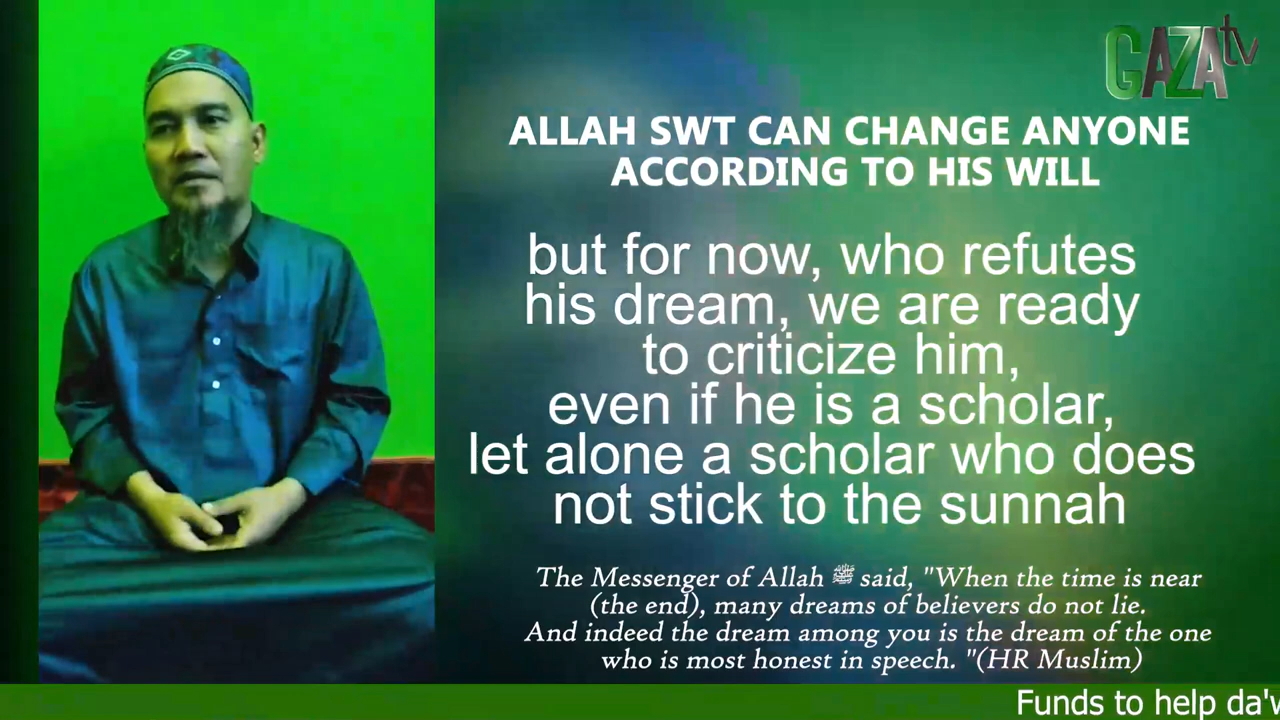 GAZAtv
ALLAH SWT CAN CHANGE ANYONE
ACCORDING TO HIS WILL
but for now, who refutes
his dream, we are ready
to criticize him,
even if he is a scholar,
let alone a scholar who does
not stick to the sunnah
The Messenger of Allah ﷺ said, "When the time is near
(the end), many dreams of believers do not lie.
And indeed the dream among you is the dream of the one
who is most honest in speech. "(HR Muslim)
Funds to help da'